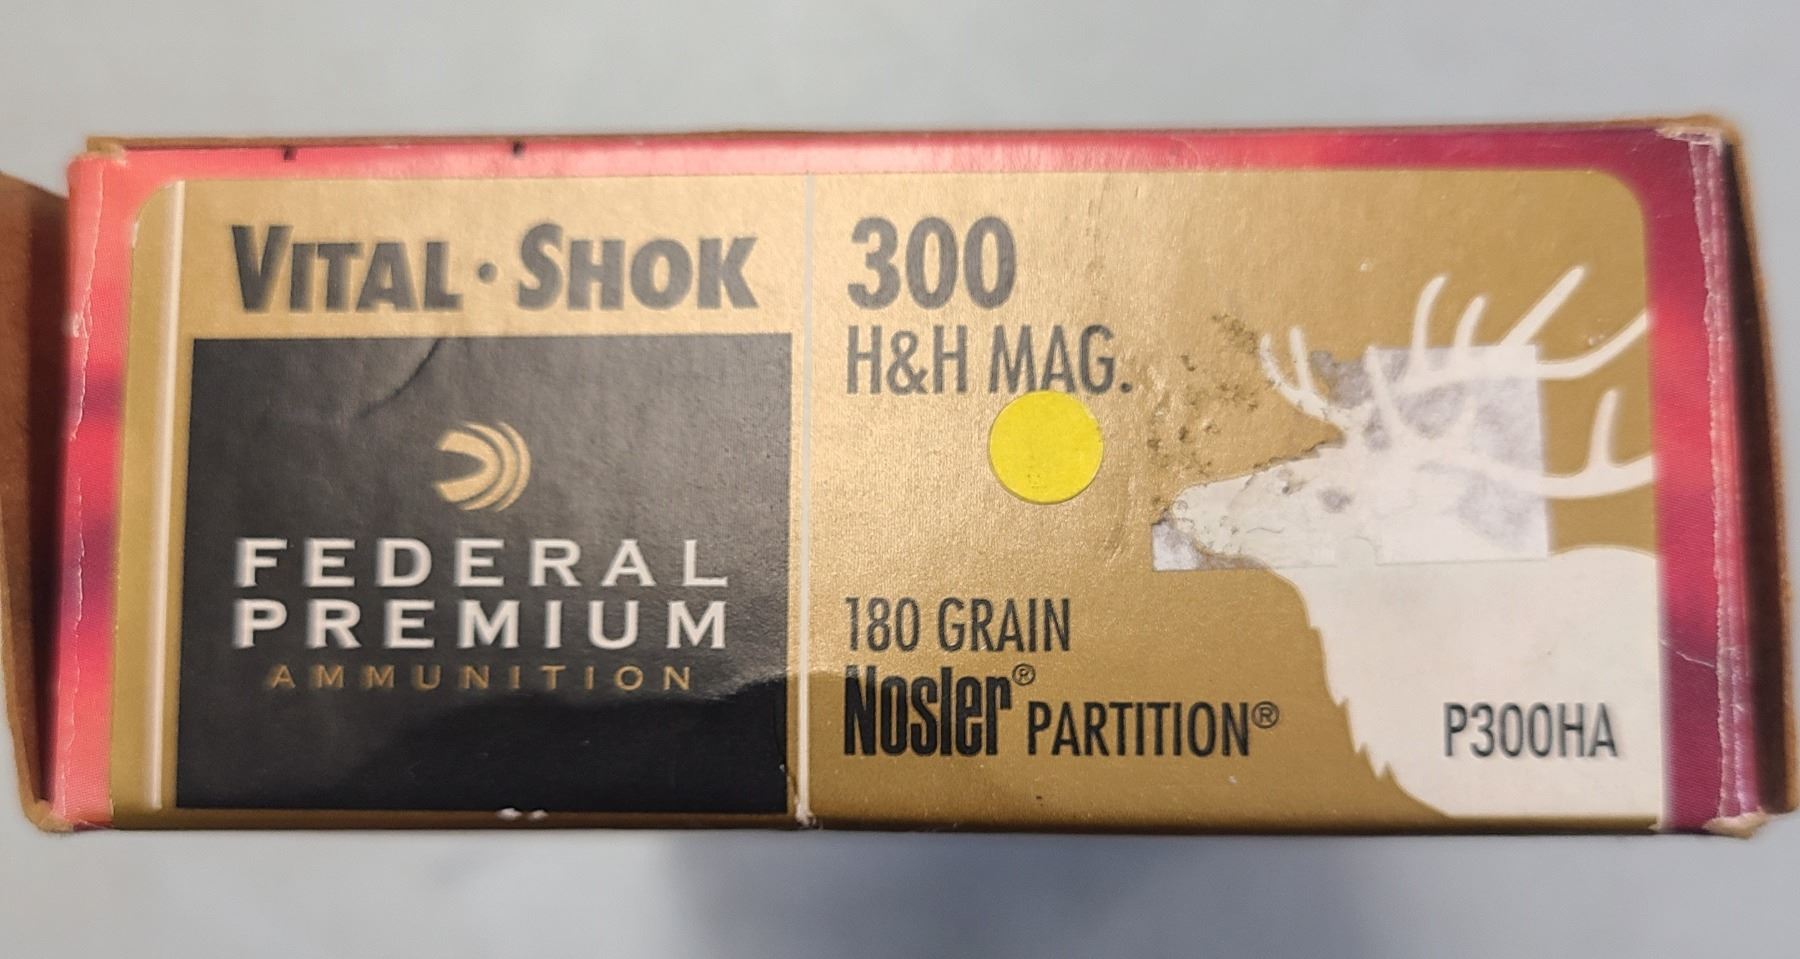 VITAL·SHOK
FEDERAL
PREMIUM
AMMUNITION
300
H&H MAG.
180 GRAIN
Nosler® PARTITION®
P300HA